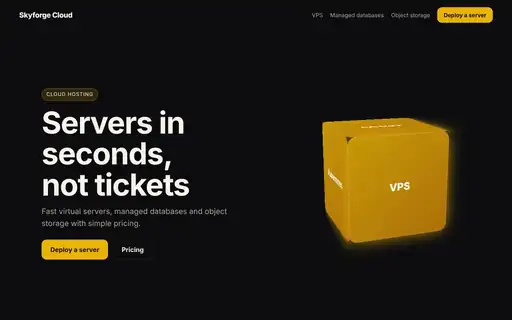 Skyforge Cloud
VPS
Managed databases
Object storage
Deploy a server
CLOUD HOSTING
Servers in
seconds,
not tickets
Fast virtual servers, managed databases and object
storage with simple pricing.
Deploy a server
Pricing
VPS